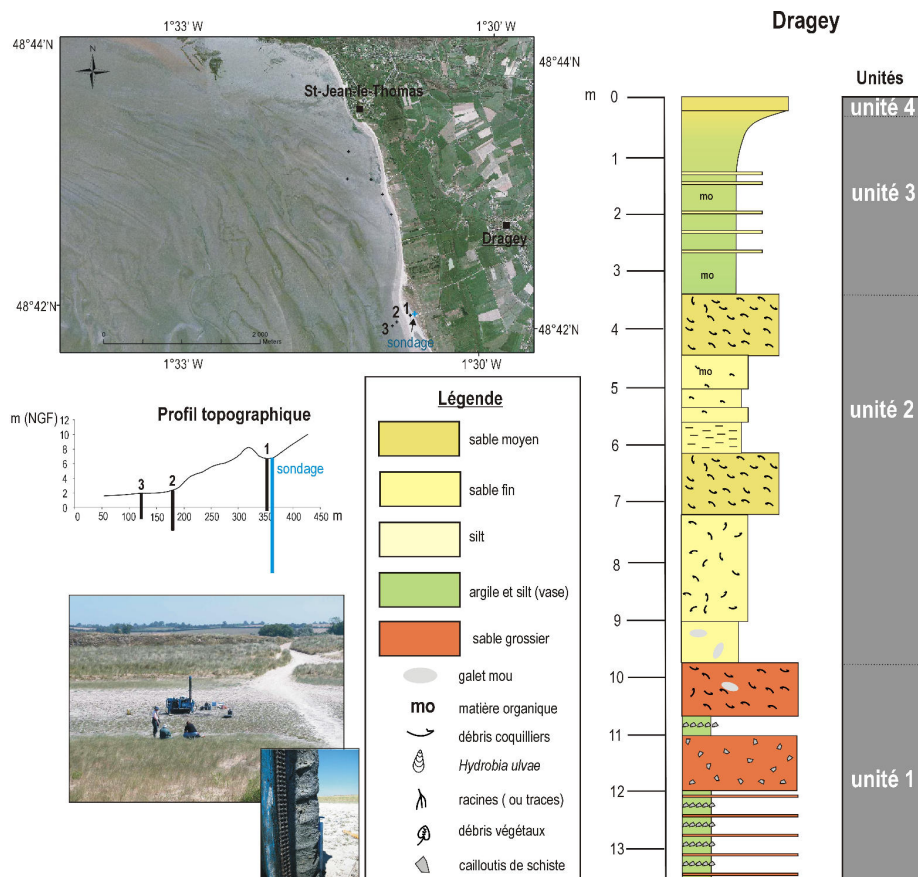 Dragey
1°33' W
1°30' W
48°44'N
48°44'N
N
St-Jean-le-Thomas
Dragey
48°42'N
1
2
3
sondage
48°42'N
0
2 000
Meters
1°33' W
1°30' W
Profil topographique
m (NGF)
12
10
8
6
4
2
0
3
2
1
sondage
0 50 100 150 200 250 300 350 400 450 m
Légende
sable moyen
sable fin
silt
argile et silt (vase)
sable grossier
galet mou
mo matière organique
débris coquilliers
Hydrobia ulvae
racines ( ou traces)
débris végétaux
cailloutis de schiste
m
0
1
2
3
4
5
6
7
8
9
10
11
12
13
mo
mo
mo
Unités
unité 4
unité 3
unité 2
unité 1